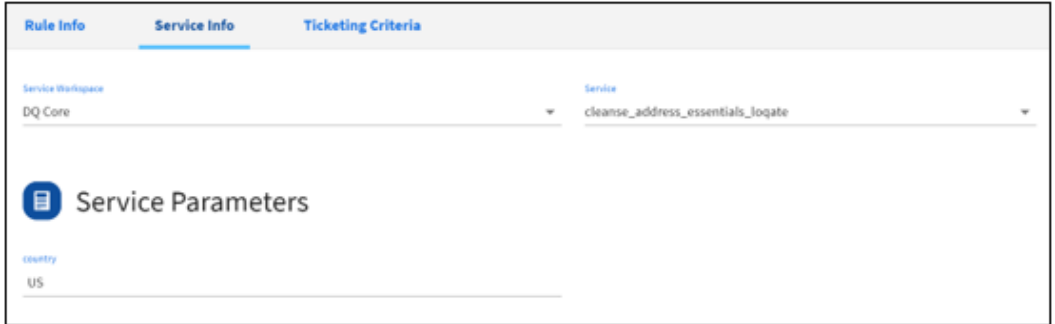 Rule Info Service Info Ticketing Criteria
Service Workspace Service
DQ Core cleanse_address_essentials_loqate
Service Parameters
country
US